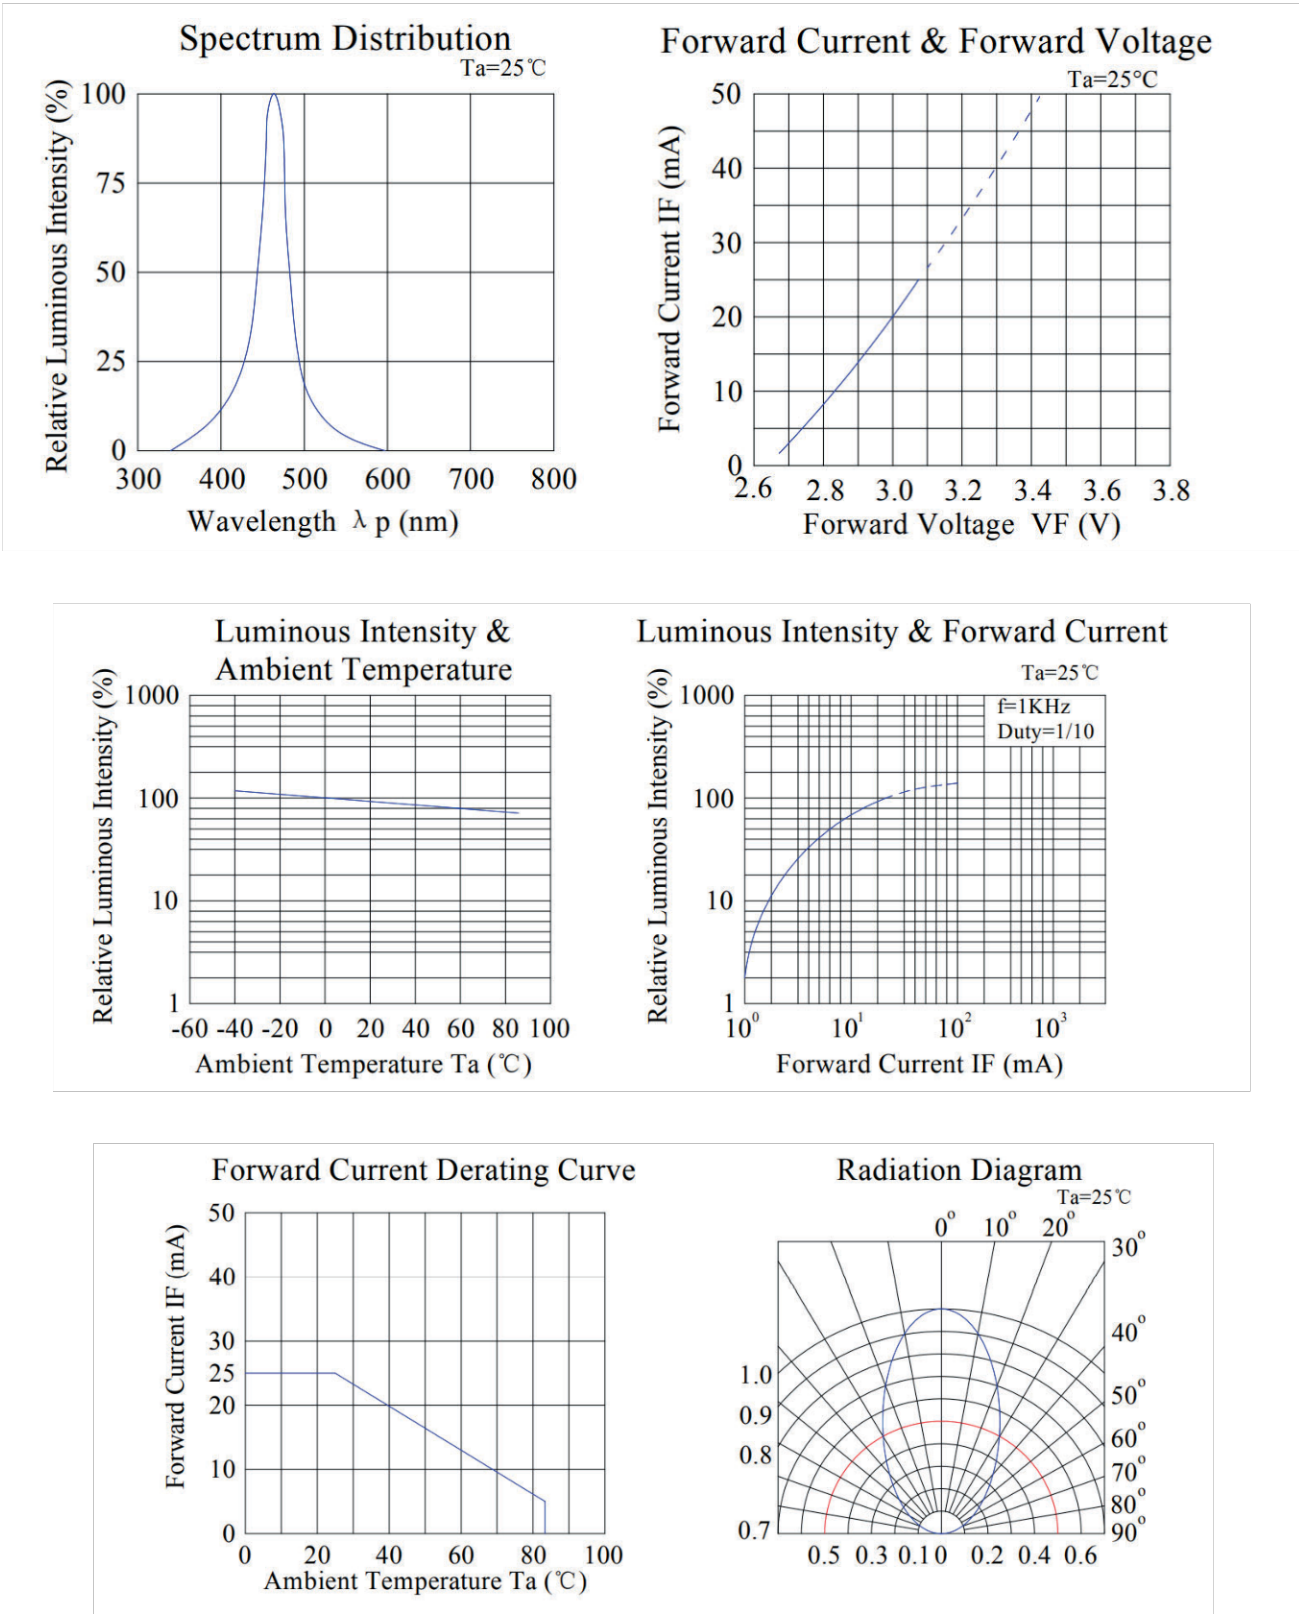 Spectrum Distribution
Ta=25℃
Relative Luminous Intensity (%)
100
75
50
25
0
300 400 500 600 700 800
Wavelength λ p (nm)
Forward Current & Forward Voltage
Ta=25°C
Forward Current IF (mA)
50
40
30
20
10
0
2.6 2.8 3.0 3.2 3.4 3.6 3.8
Forward Voltage VF (V)
Luminous Intensity &
Ambient Temperature
Relative Luminous Intensity (%)
1000
100
10
1
-60 -40 -20 0 20 40 60 80 100
Ambient Temperature Ta (℃)
Luminous Intensity & Forward Current
Ta=25℃
Relative Luminous Intensity (%)
1000
100
10
1
f=1KHz
Duty=1/10
10⁰ 10¹ 10² 10³
Forward Current IF (mA)
Forward Current Derating Curve
Forward Current IF (mA)
50
40
30
25
20
10
0
0 20 40 60 80 100
Ambient Temperature Ta (℃)
Radiation Diagram
Ta=25℃
0° 10° 20°
30°
40°
50°
60°
70°
80°
90°
1.0
0.9
0.8
0.7
0.5 0.3 0.1 0 0.2 0.4 0.6